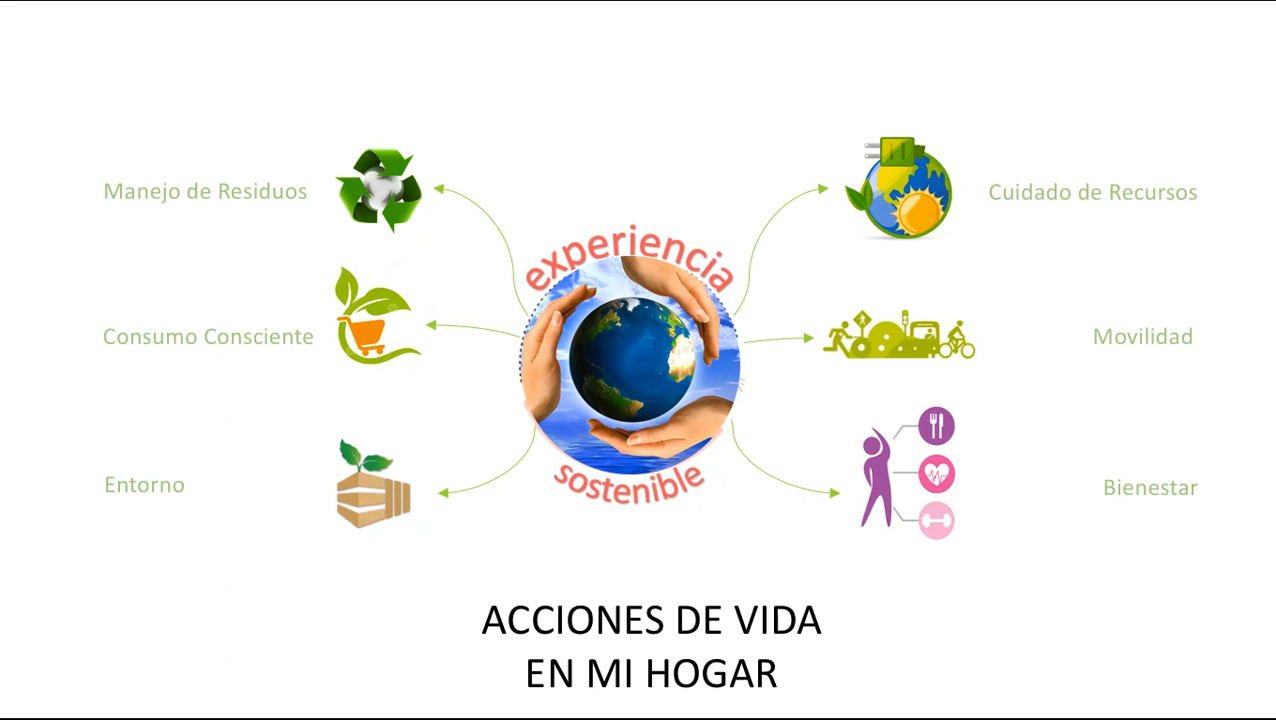 Manejo de Residuos
Cuidado de Recursos
experiencia
Consumo Consciente
Movilidad
sostenible
Entorno
Bienestar
ACCIONES DE VIDA
EN MI HOGAR